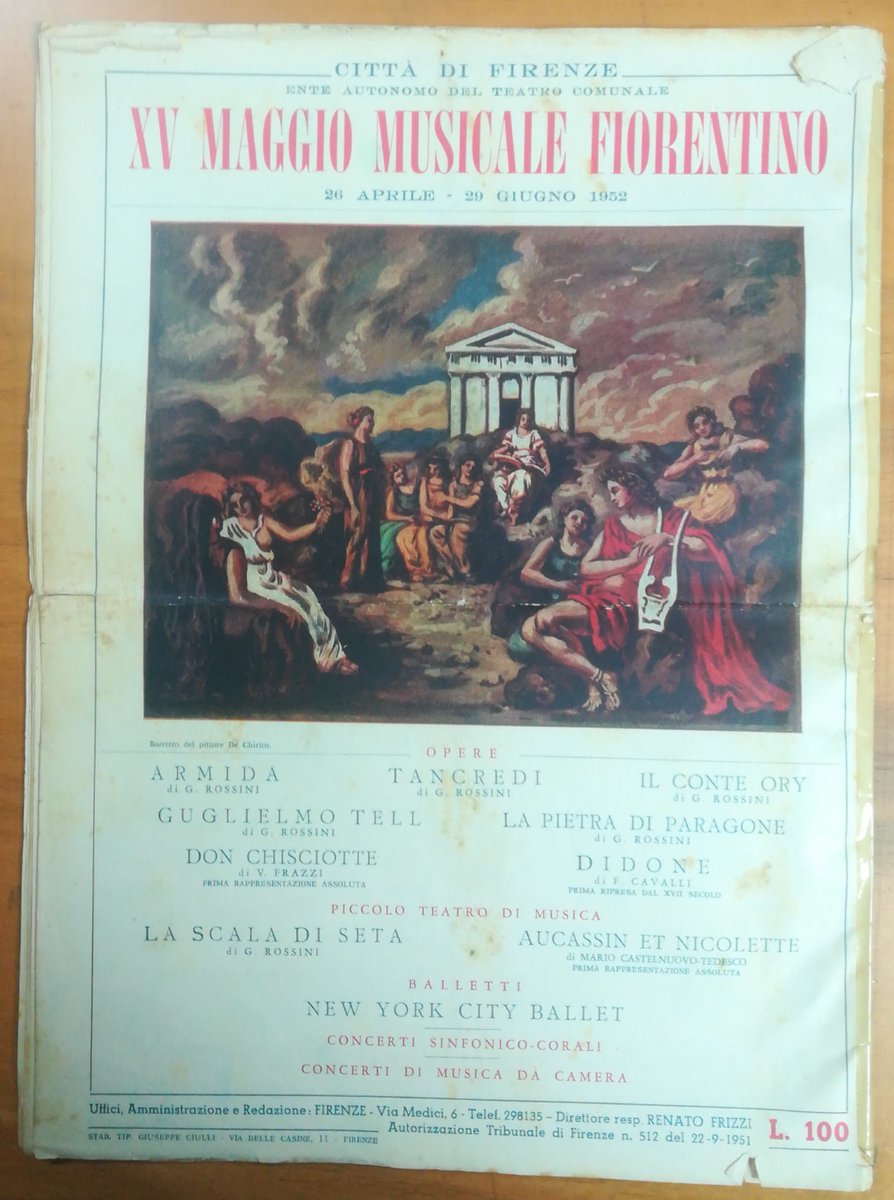 CITTÀ DI FIRENZE
ENTE AUTONOMO DEL TEATRO COMUNALE
XV MAGGIO MUSICALE FIORENTINO
26 APRILE - 29 GIUGNO 1952
Bozzetto del pittore De Chirico.
OPERE
ARMIDA
di G. ROSSINI
TANCREDI
di G. ROSSINI
IL CONTE ORY
di G. ROSSINI
GUGLIELMO TELL
di G. ROSSINI
LA PIETRA DI PARAGONE
di G. ROSSINI
DON CHISCIOTTE
di V. FRAZZI
PRIMA RAPPRESENTAZIONE ASSOLUTA
DIDONE
di F. CAVALLI
PRIMA RIPRESA DAL XVII SECOLO
PICCOLO TEATRO DI MUSICA
LA SCALA DI SETA
di G. ROSSINI
AUCASSIN ET NICOLETTE
di MARIO CASTELNUOVO-TEDESCO
PRIMA RAPPRESENTAZIONE ASSOLUTA
BALLETTI
NEW YORK CITY BALLET
CONCERTI SINFONICO-CORALI
CONCERTI DI MUSICA DA CAMERA
Uffici, Amministrazione e Redazione: FIRENZE - Via Medici, 6 - Telef. 298135 - Direttore resp. RENATO FRIZZI
Autorizzazione Tribunale di Firenze n. 512 del 22-9-1951
STAB. TIP. GIUSEPPE CIULLI - VIA DELLE CASINE, 11 - FIRENZE
L. 100